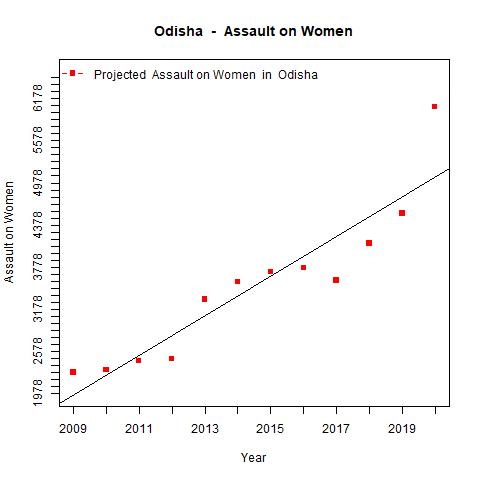 Odisha - Assault on Women
Projected Assault on Women in Odisha
Assault on Women
6178
5578
4978
4378
3778
3178
2578
1978
2009 2011 2013 2015 2017 2019
Year